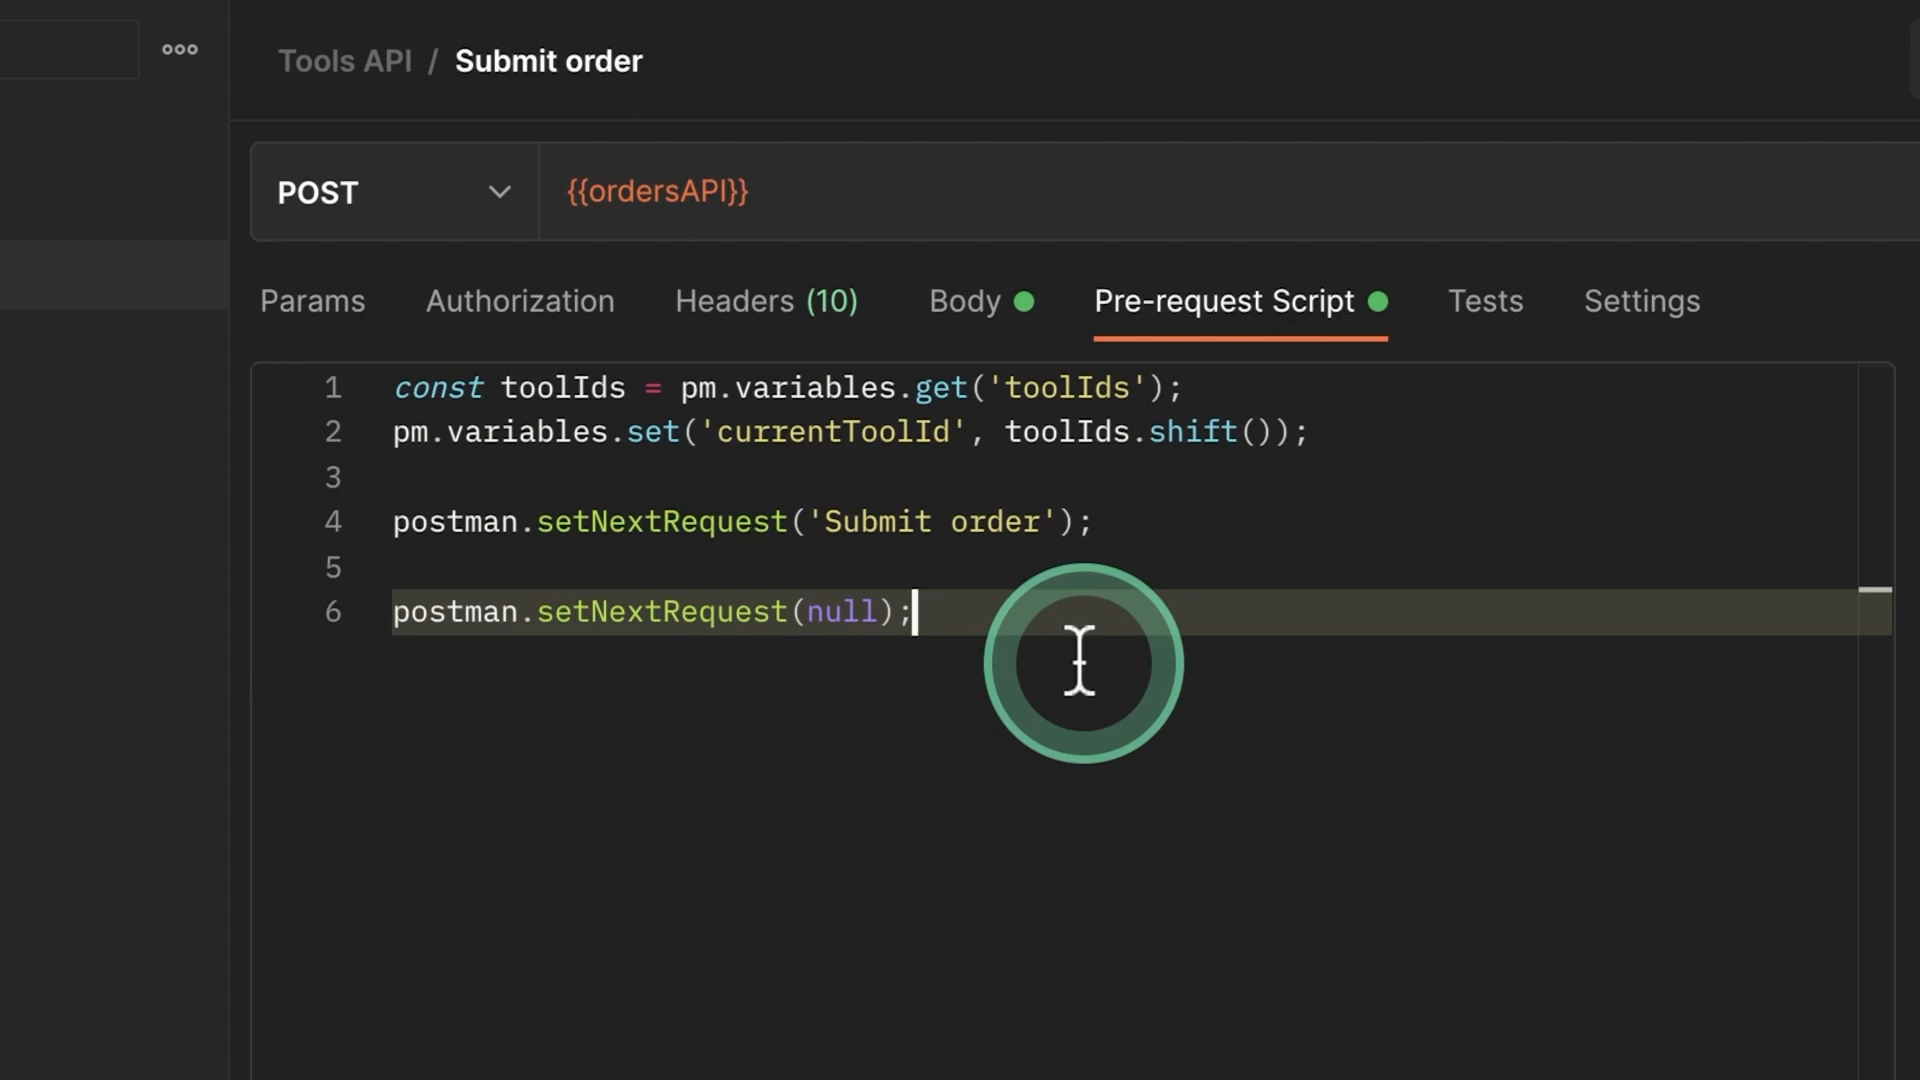 Tools API / Submit order
POST {{ordersAPI}}
Params Authorization Headers (10) Body Pre-request Script Tests Settings
1 const toolIds = pm.variables.get('toolIds');
2 pm.variables.set('currentToolId', toolIds.shift());
3
4 postman.setNextRequest('Submit order');
5
6 postman.setNextRequest(null);